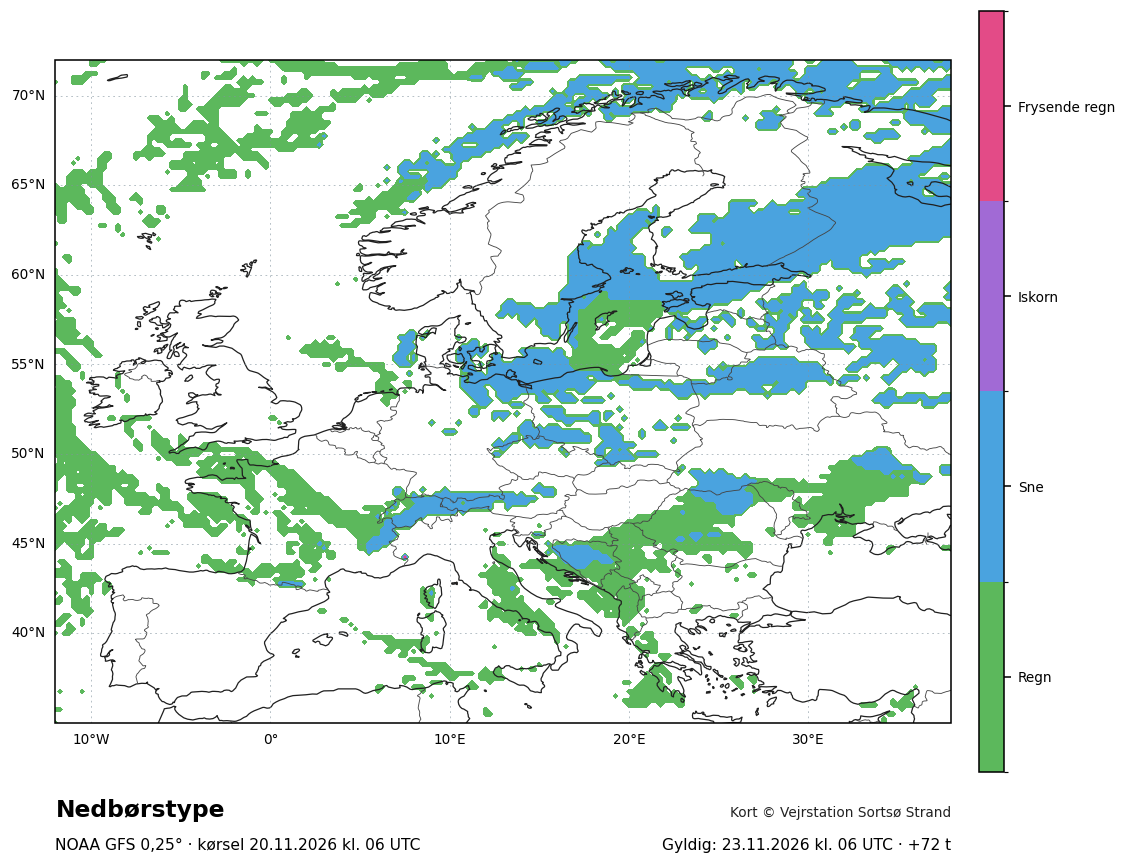 Frysende regn
Iskorn
Sne
Regn
70°N
65°N
60°N
55°N
50°N
45°N
40°N
10°W
0°
10°E
20°E
30°E
Nedbørstype
Kort © Vejrstation Sortsø Strand
NOAA GFS 0,25° · kørsel 20.11.2026 kl. 06 UTC
Gyldig: 23.11.2026 kl. 06 UTC · +72 t